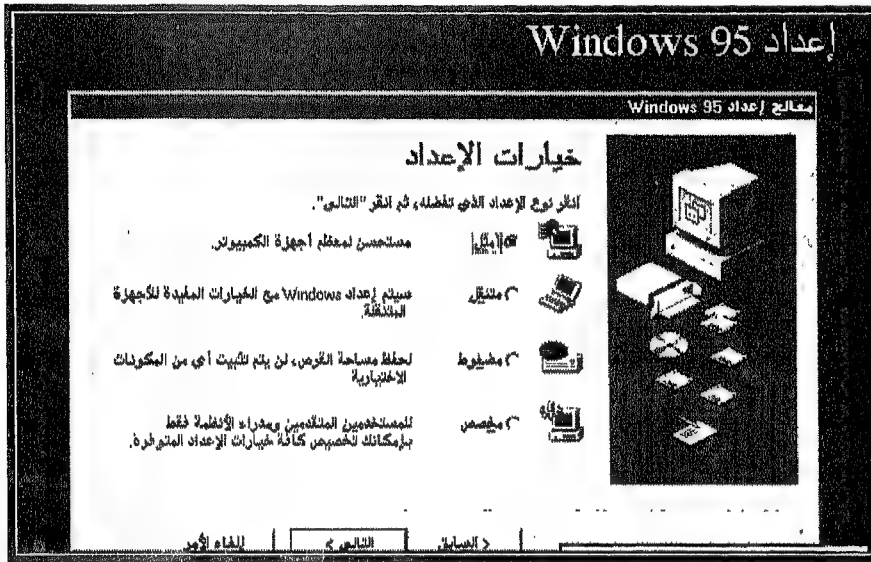 إعداد Windows 95
معالج إعداد Windows 95
خيارات الإعداد
انقر نوع الإعداد الذي تفضله، ثم انقر "التالي".
مستحسن لمعظم أجهزة الكمبيوتر.
متنقل
سيتم إعداد Windows مع الخيارات المفيدة للأجهزة
المتنقلة.
مضغوط
لحفظ مساحة القرص، لن يتم تثبيت أي من المكونات
الاختيارية
مخصص
للمستخدمين المتقدمين ومدراء الأنظمة فقط
بإمكانك تخصيص كافة خيارات الإعداد المتوفرة.
< السابق
التالي >
إلغاء الأمر